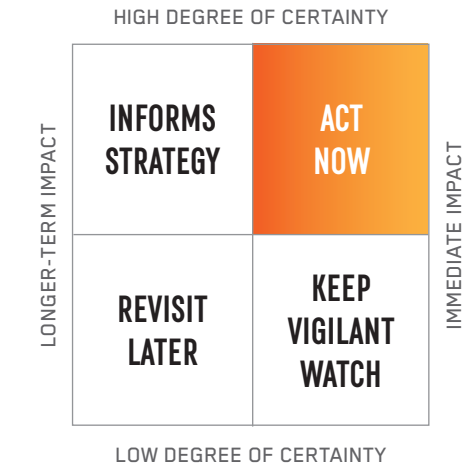 HIGH DEGREE OF CERTAINTY
LONGER-TERM IMPACT
INFORMS
STRATEGY
ACT
NOW
IMMEDIATE IMPACT
REVISIT
LATER
KEEP
VIGILANT
WATCH
LOW DEGREE OF CERTAINTY